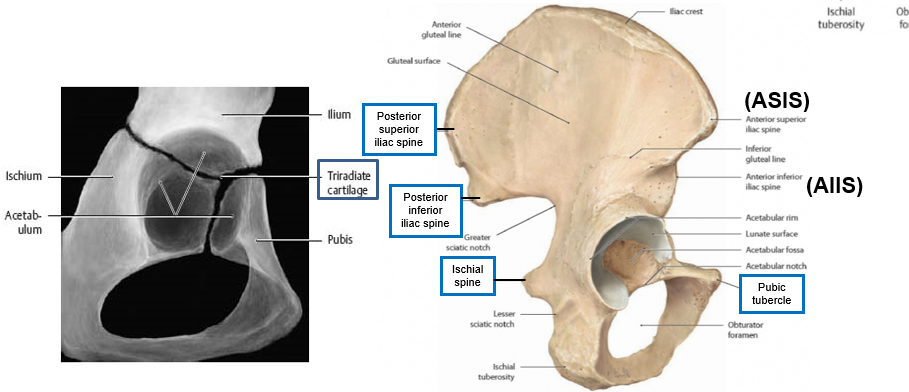 Ilium
Ischium
Triradiate
cartilage
Acetab-
ulum
Pubis
Iliac crest
Anterior
gluteal line
Gluteal surface
Posterior
superior
iliac spine
(ASIS)
Anterior superior
iliac spine
Inferior
gluteal line
Anterior inferior
iliac spine
(AIIS)
Posterior
inferior
iliac spine
Greater
sciatic notch
Acetabular rim
Lunate surface
Acetabular fossa
Acetabular notch
Ischial
spine
Pubic
tubercle
Lesser
sciatic notch
Obturator
foramen
Ischial
tuberosity
Ischial
tuberosity
Ob
fo